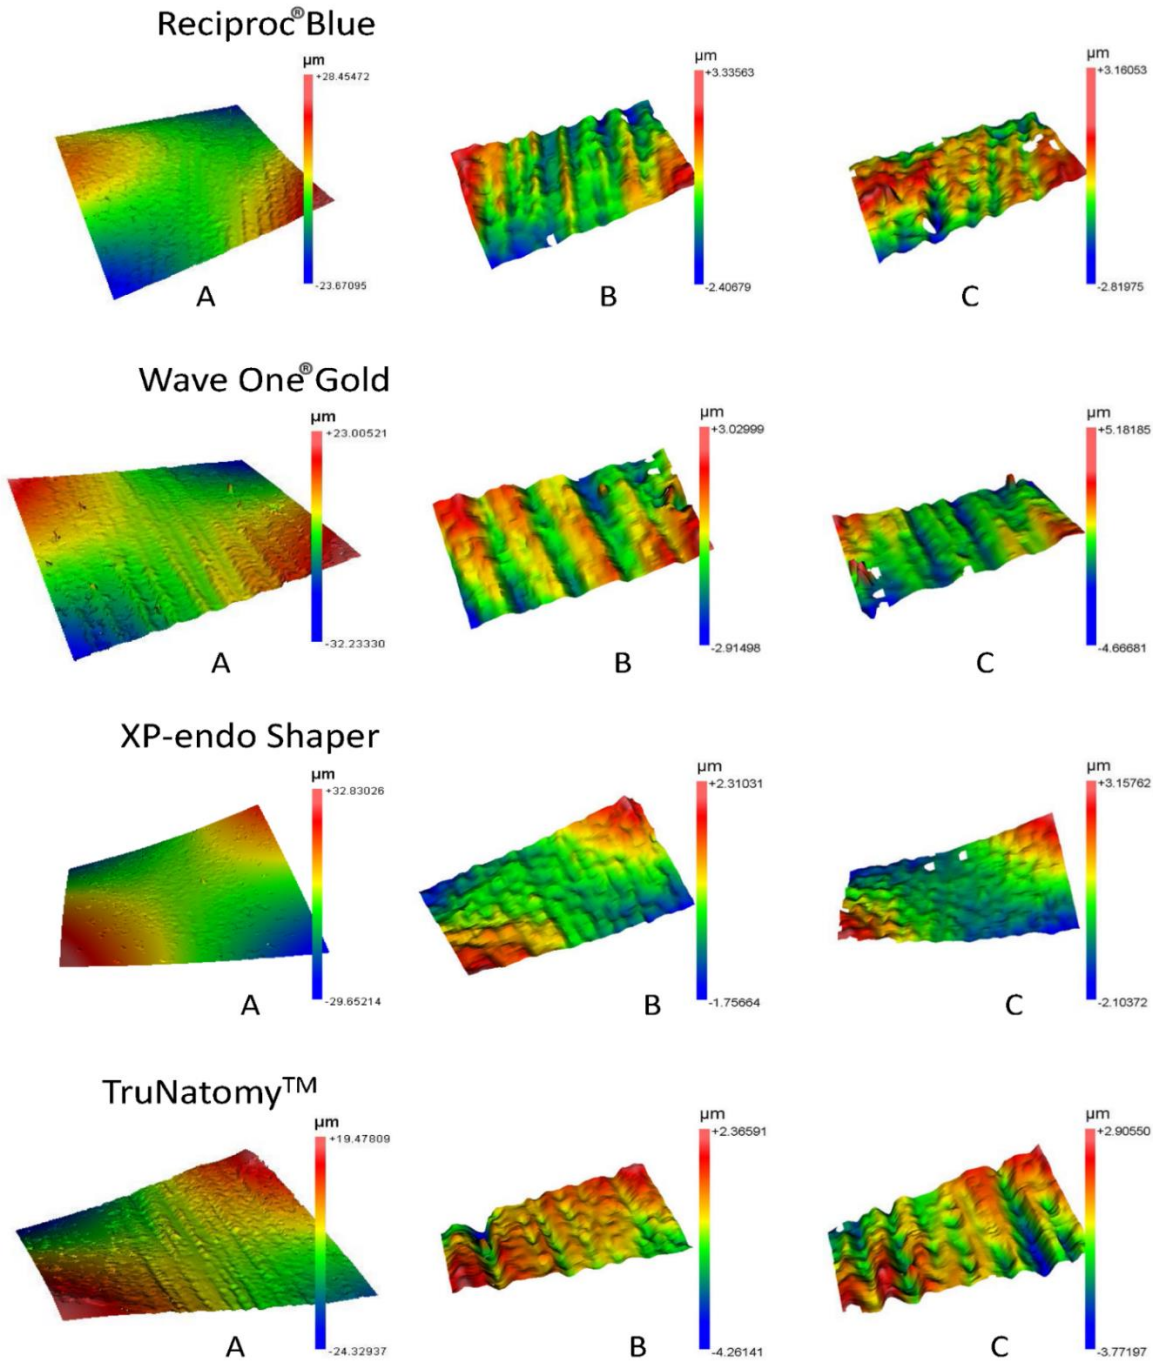 Reciproc® Blue
µm
+28.45472
-23.67095
A
µm
+3.33563
-2.40679
B
µm
+3.16053
-2.81975
C
Wave One® Gold
µm
+23.00521
-32.23330
A
µm
+3.02999
-2.91498
B
µm
+5.18185
-4.66681
C
XP-endo Shaper
µm
+32.83026
-29.65214
A
µm
+2.31031
-1.75664
B
µm
+3.15762
-2.10372
C
TruNatomy™
µm
+19.47809
-24.32937
A
µm
+2.36591
-4.26141
B
µm
+2.90550
-3.77197
C